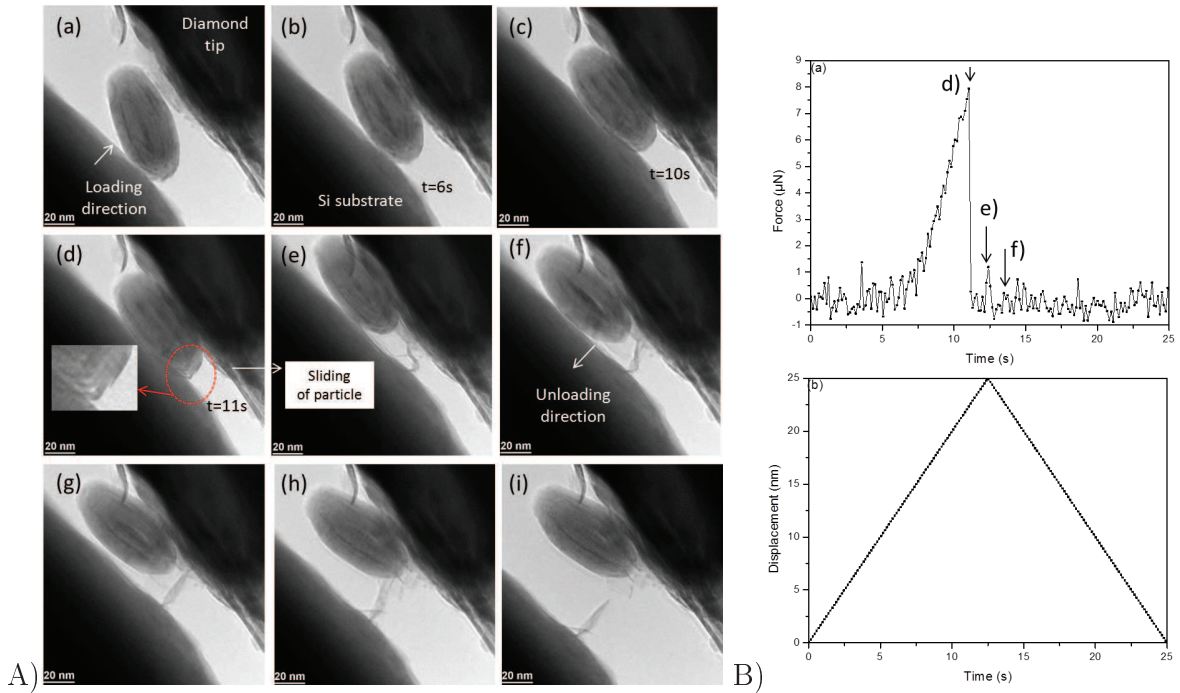 (a)
Diamond
tip
Loading
direction
20 nm
(b)
t=6s
Si substrate
20 nm
(c)
t=10s
20 nm
(d)
t=11s
20 nm
(e)
Sliding
of particle
20 nm
(f)
Unloading
direction
20 nm
(g)
20 nm
(h)
20 nm
(i)
20 nm
A)
(a)
d)
e)
f)
9
8
7
6
5
4
3
2
1
0
-1
Force (µN)
0 5 10 15 20 25
Time (s)
(b)
25
20
15
10
5
0
Displacement (nm)
0 5 10 15 20 25
Time (s)
B)